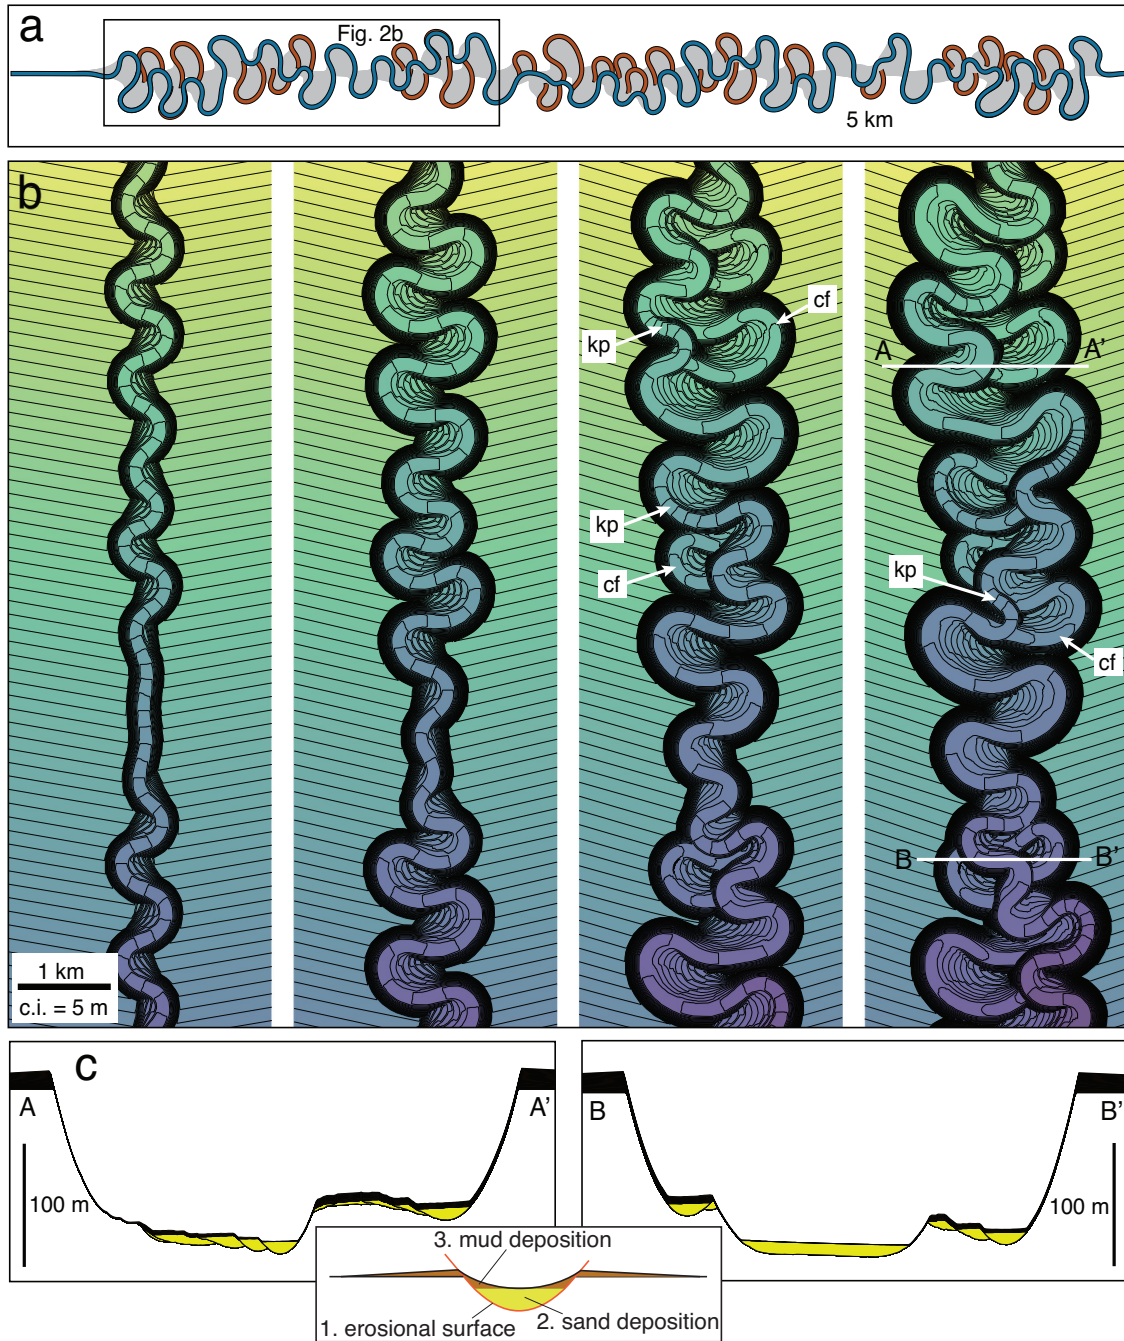 a
Fig. 2b
5 km
b
cf
kp
A A'
kp
cf
kp
cf
B B'
1 km
c.i. = 5 m
c
A A'
100 m
B B'
100 m
3. mud deposition
1. erosional surface
2. sand deposition